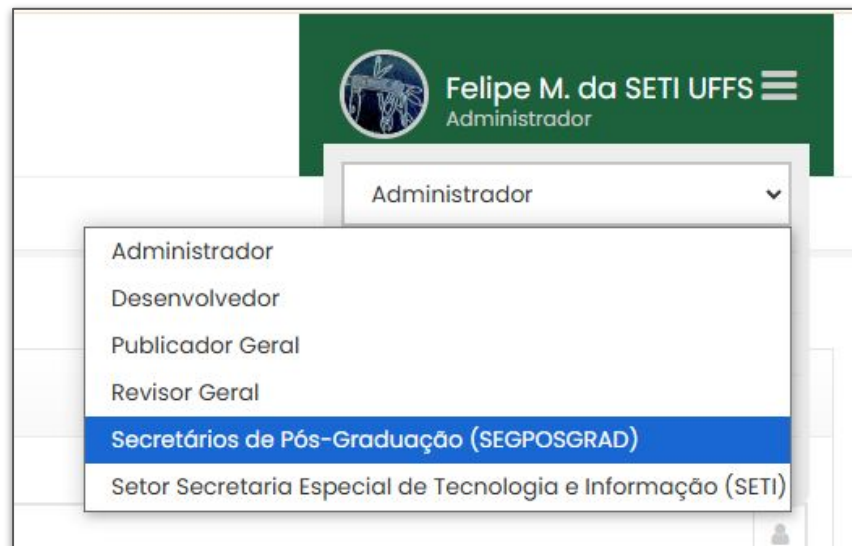 Felipe M. da SETI UFFS
Administrador
Administrador
Administrador
Desenvolvedor
Publicador Geral
Revisor Geral
Secretários de Pós-Graduação (SEGPOSGRAD)
Setor Secretaria Especial de Tecnologia e Informação (SETI)